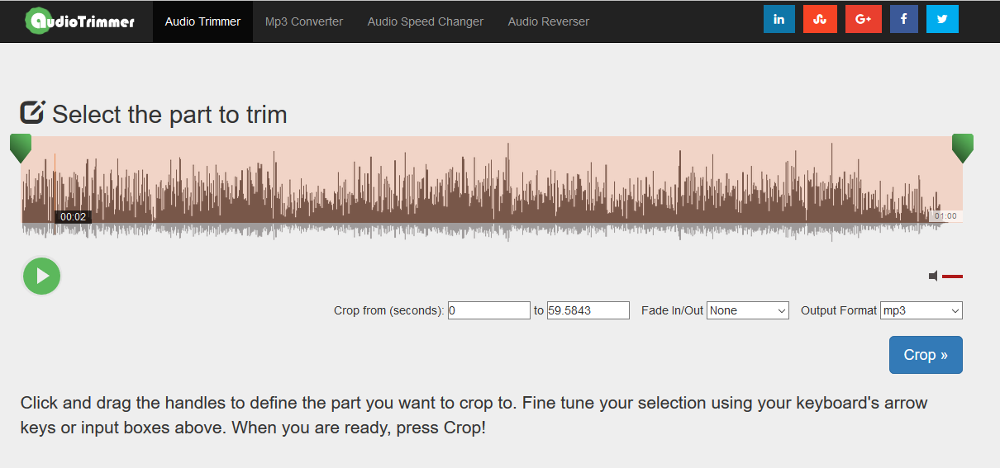 audioTrimmer Audio Trimmer Mp3 Converter Audio Speed Changer Audio Reverser in G+ f
Select the part to trim
00:02 01:00
Crop from (seconds): 0 to 59.5843 Fade In/Out None Output Format mp3
Crop »
Click and drag the handles to define the part you want to crop to. Fine tune your selection using your keyboard's arrow
keys or input boxes above. When you are ready, press Crop!